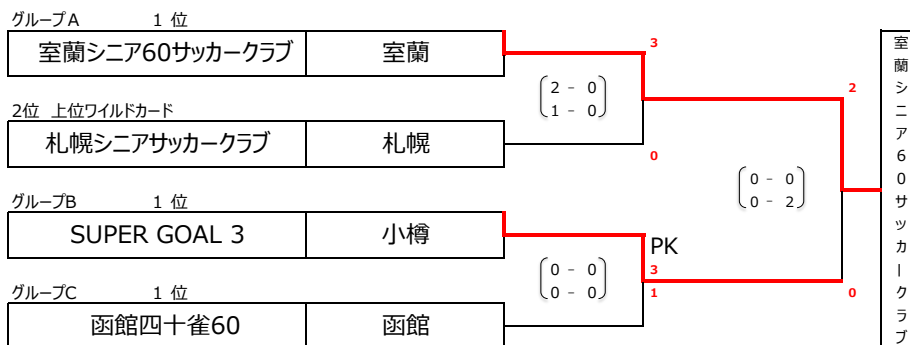 グループA 1 位
室蘭シニア60サッカークラブ 室蘭
3
2 - 0
1 - 0
2
2位 上位ワイルドカード
札幌シニアサッカークラブ 札幌
0
0 - 0
0 - 2
グループB 1 位
SUPER GOAL 3 小樽
PK
0 - 0
0 - 0
3
1
0
グループC 1 位
函館四十雀60 函館
室蘭シニア60サッカークラブ